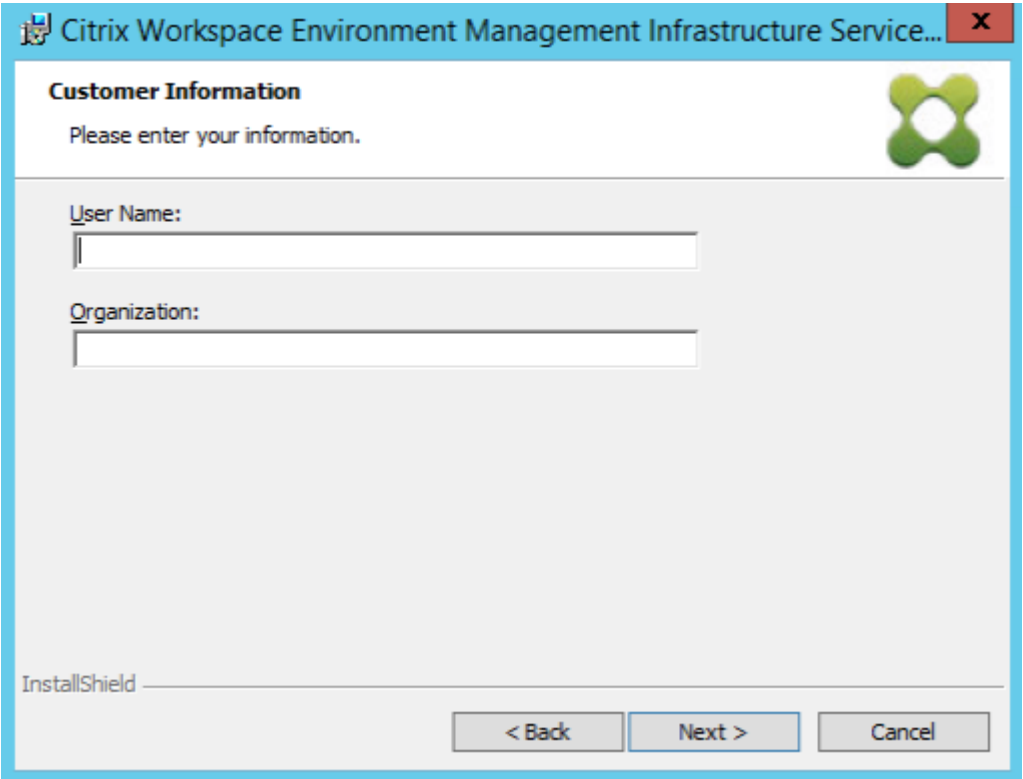 Citrix Workspace Environment Management Infrastructure Service...
x
Customer Information
Please enter your information.
User Name:
Organization:
InstallShield
< Back
Next >
Cancel